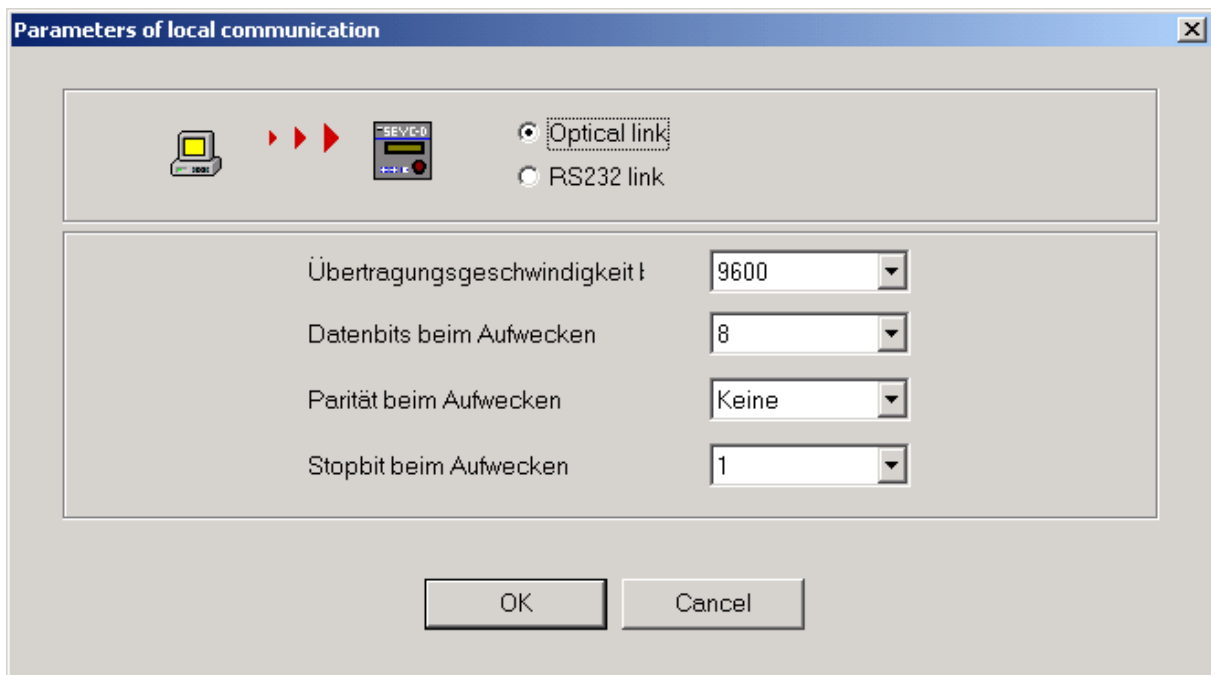 Parameters of local communication
SEVC-D
Optical link
RS232 link
Übertragungsgeschwindigkeit
9600
Datenbits beim Aufwecken
8
Parität beim Aufwecken
Keine
Stopbit beim Aufwecken
1
OK
Cancel